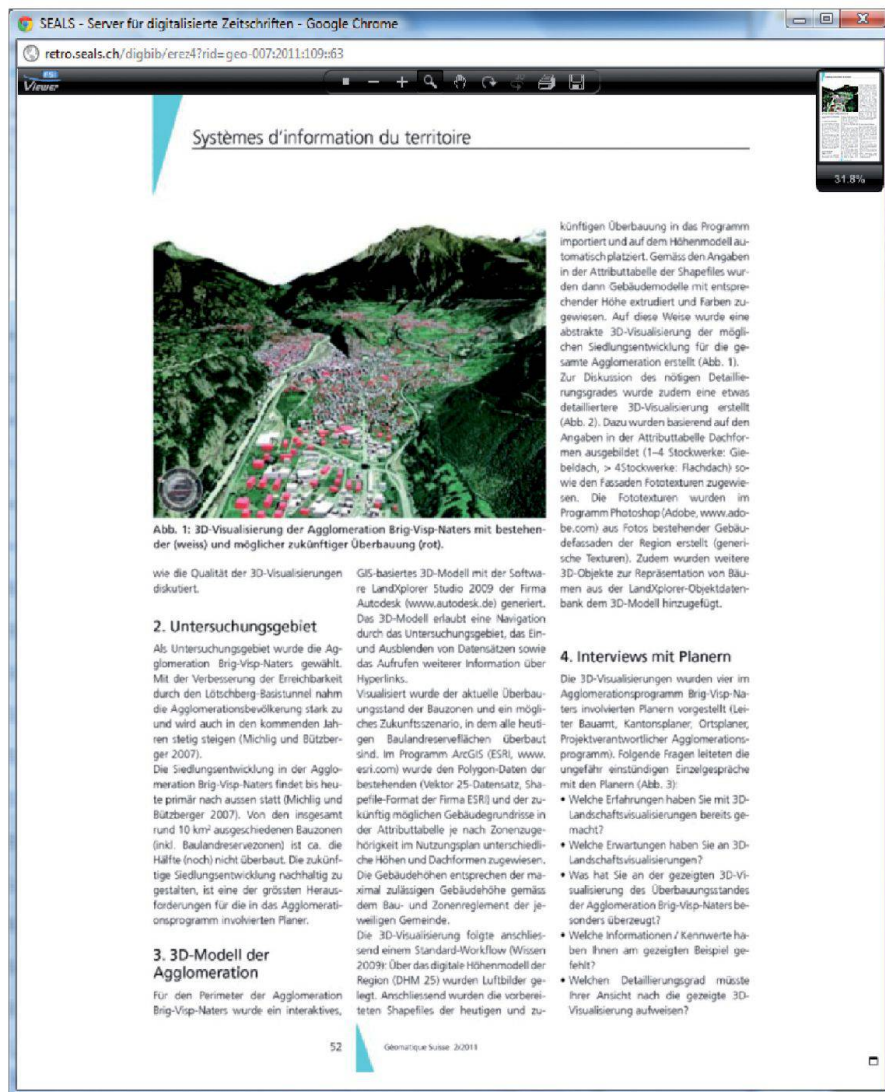 SEALS - Server für digitalisierte Zeitschriften - Google Chrome
retro.seals.ch/digbib/erez4?rid=geo-007:2011:109::63
FSI
Viewer
31.8%
Systèmes d'information du territoire
Abb. 1: 3D-Visualisierung der Agglomeration Brig-Visp-Naters mit bestehen-
der (weiss) und möglicher zukünftiger Überbauung (rot).
wie die Qualität der 3D-Visualisierungen
diskutiert.
2. Untersuchungsgebiet
Als Untersuchungsgebiet wurde die Ag-
glomeration Brig-Visp-Naters gewählt.
Mit der Verbesserung der Erreichbarkeit
durch den Lötschberg-Basistunnel nahm
die Agglomerationsbevölkerung stark zu
und wird auch in den kommenden Jah-
ren stetig steigen (Michlig und Bützber-
ger 2007).
Die Siedlungsentwicklung in der Agglo-
meration Brig-Visp-Naters findet bis heu-
te primär nach aussen statt (Michlig und
Bützberger 2007). Von den insgesamt
rund 10 km² ausgeschiedenen Bauzonen
(inkl. Baulandreservezonen) ist ca. die
Hälfte (noch) nicht überbaut. Die zukünf-
tige Siedlungsentwicklung nachhaltig zu
gestalten, ist eine der grössten Heraus-
forderungen für die in das Agglomerati-
onsprogramm involvierten Planer.
3. 3D-Modell der
Agglomeration
Für den Perimeter der Agglomeration
Brig-Visp-Naters wurde ein interaktives,
GIS-basiertes 3D-Modell mit der Softwa-
re LandXplorer Studio 2009 der Firma
Autodesk (www.autodesk.de) generiert.
Das 3D-Modell erlaubt eine Navigation
durch das Untersuchungsgebiet, das Ein-
und Ausblenden von Datensätzen sowie
das Aufrufen weiterer Information über
Hyperlinks.
Visualisiert wurde der aktuelle Überbau-
ungsstand der Bauzonen und ein mögli-
ches Zukunftsszenario, in dem alle heuti-
gen Baulandreserveflächen überbaut
sind. Im Programm ArcGIS (ESRI, www.
esri.com) wurde den Polygon-Daten der
bestehenden (Vektor 25-Datensatz, Sha-
pefile-Format der Firma ESRI) und der zu-
künftig möglichen Gebäudegrundrisse in
der Attributtabelle je nach Zonenzuge-
hörigkeit im Nutzungsplan unterschiedli-
che Höhen und Dachformen zugewiesen.
Die Gebäudehöhen entsprechen der ma-
ximal zulässigen Gebäudehöhe gemäss
dem Bau- und Zonenreglement der je-
weiligen Gemeinde.
Die 3D-Visualisierung folgte anschlies-
send einem Standard-Workflow (Wissen
2009): Über das digitale Höhenmodell der
Region (DHM 25) wurden Luftbilder ge-
legt. Anschliessend wurden die vorberei-
teten Shapefiles der heutigen und zu-
künftigen Überbauung in das Programm
importiert und auf dem Höhenmodell au-
tomatisch platziert. Gemäss den Angaben
in der Attributtabelle der Shapefiles wur-
den dann Gebäudemodelle mit entspre-
chender Höhe extrudiert und Farben zu-
gewiesen. Auf diese Weise wurde eine
abstrakte 3D-Visualisierung der mögli-
chen Siedlungsentwicklung für die ge-
samte Agglomeration erstellt (Abb. 1).
Zur Diskussion des nötigen Detaillie-
rungsgrades wurde zudem eine etwas
detailliertere 3D-Visualisierung erstellt
(Abb. 2). Dazu wurden basierend auf den
Angaben in der Attributtabelle Dachfor-
men ausgebildet (1–4 Stockwerke: Gie-
beldach, > 4Stockwerke: Flachdach) so-
wie den Fassaden Fototexturen zugewie-
sen. Die Fototexturen wurden im
Programm Photoshop (Adobe, www.ado-
be.com) aus Fotos bestehender Gebäu-
defassaden der Region erstellt (generi-
sche Texturen). Zudem wurden weitere
3D-Objekte zur Repräsentation von Bäu-
men aus der LandXplorer-Objektdaten-
bank dem 3D-Modell hinzugefügt.
4. Interviews mit Planern
Die 3D-Visualisierungen wurden vier im
Agglomerationsprogramm Brig-Visp-Na-
ters involvierten Planern vorgestellt (Lei-
ter Bauamt, Kantonsplaner, Ortsplaner,
Projektverantwortlicher Agglomerations-
programm). Folgende Fragen leiteten die
ungefähr einstündigen Einzelgespräche
mit den Planern (Abb. 3):
• Welche Erfahrungen haben Sie mit 3D-
Landschaftsvisualisierungen bereits ge-
macht?
• Welche Erwartungen haben Sie an 3D-
Landschaftsvisualisierungen?
• Was hat Sie an der gezeigten 3D-Vi-
sualisierung des Überbauungsstandes
der Agglomeration Brig-Visp-Naters be-
sonders überzeugt?
• Welche Informationen / Kennwerte ha-
ben Ihnen am gezeigten Beispiel ge-
fehlt?
• Welchen Detaillierungsgrad müsste
Ihrer Ansicht nach die gezeigte 3D-
Visualisierung aufweisen?
52
Géomatique Suisse 2/2011